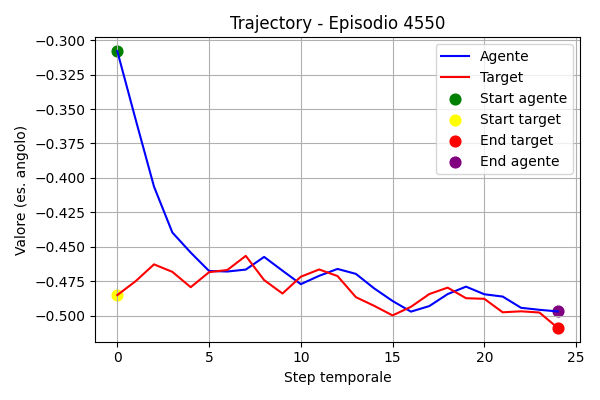 Trajectory - Episodio 4550
Valore (es. angolo)
−0.300
−0.325
−0.350
−0.375
−0.400
−0.425
−0.450
−0.475
−0.500
Agente
Target
Start agente
Start target
End target
End agente
0 5 10 15 20 25
Step temporale